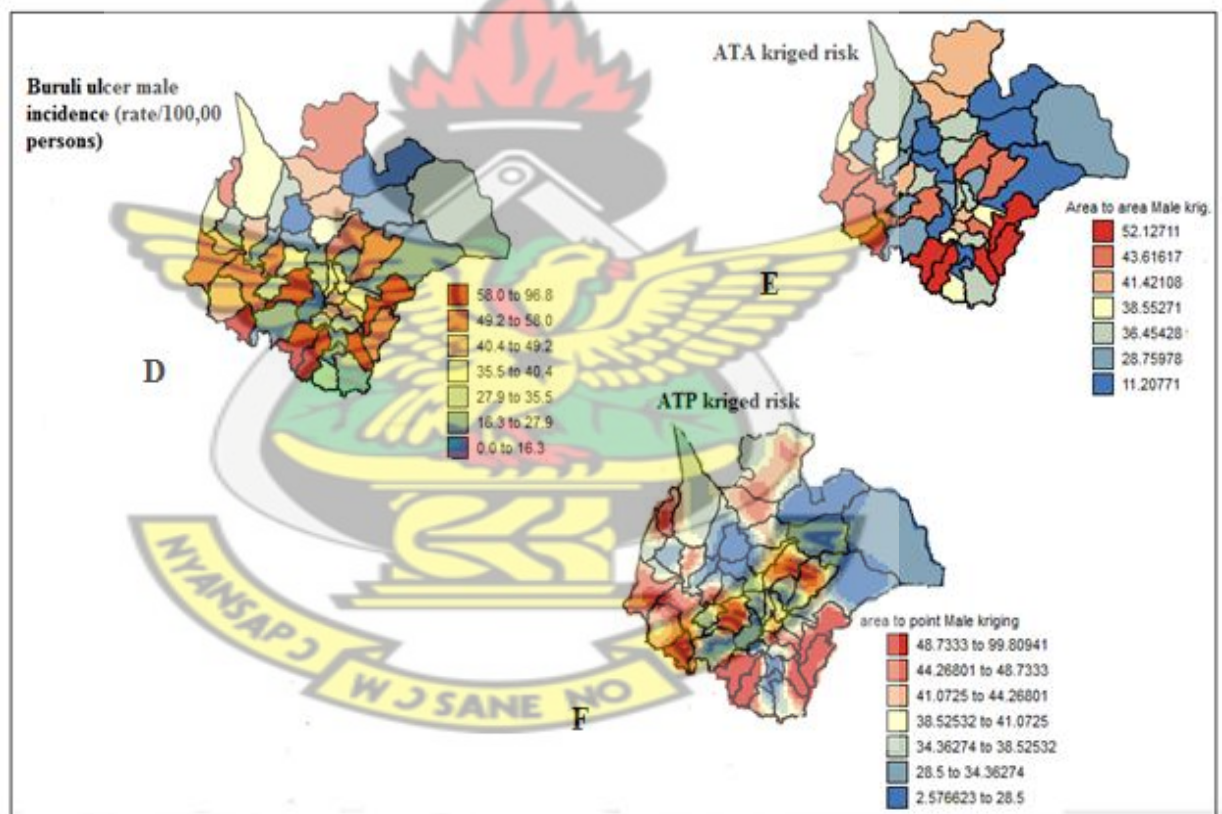 Buruli ulcer male
incidence (rate/100,00
persons)
D
58.0 to 96.8
49.2 to 58.0
40.4 to 49.2
35.5 to 40.4
27.9 to 35.5
16.3 to 27.9
0.0 to 16.3
ATA kriged risk
E
Area to area Male krig.
52.12711
43.61617
41.42108
38.55271
36.45428
28.75978
11.20771
ATP kriged risk
F
area to point Male kriging
48.7333 to 99.80941
44.26801 to 48.7333
41.0725 to 44.26801
38.52532 to 41.0725
34.36274 to 38.52532
28.5 to 34.36274
2.576623 to 28.5
NYANSAPƆ
WƆ SANE NO